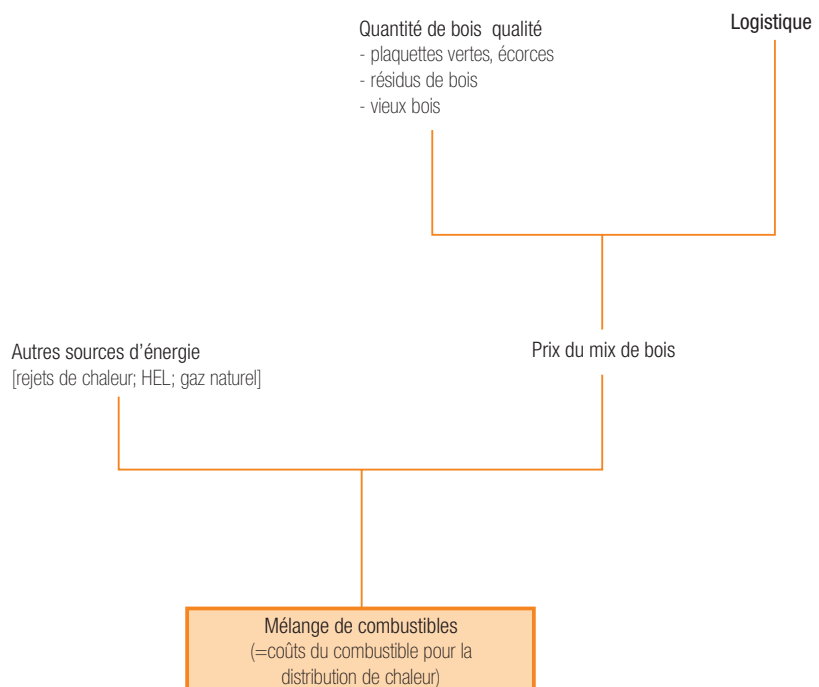 Quantité de bois qualité
- plaquettes vertes, écorces
- résidus de bois
- vieux bois
Logistique
Autres sources d’énergie
[rejets de chaleur; HEL; gaz naturel]
Prix du mix de bois
Mélange de combustibles
(=coûts du combustible pour la
distribution de chaleur)